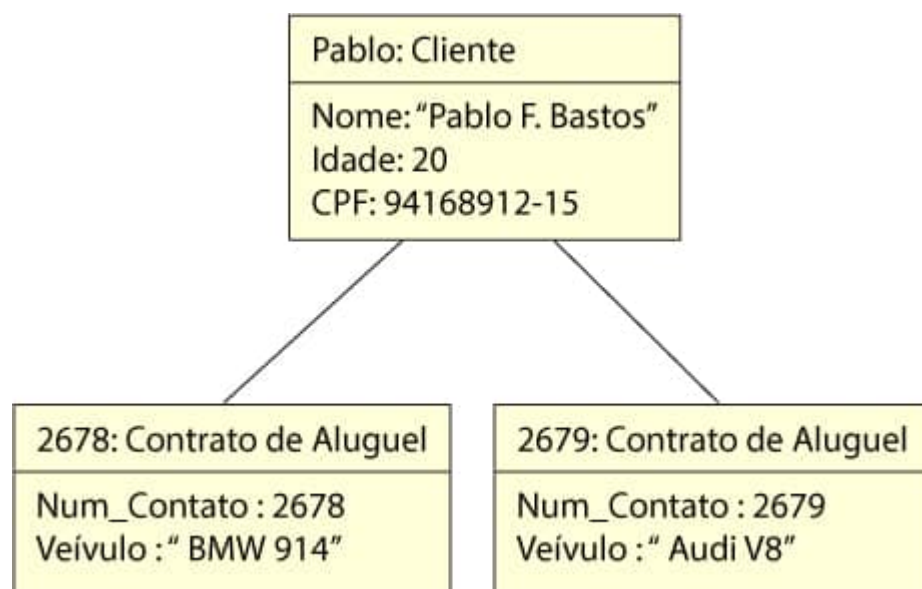 Pablo: Cliente
Nome: “Pablo F. Bastos”
Idade: 20
CPF: 94168912-15
2678: Contrato de Aluguel
Num_Contato : 2678
Veívulo : “ BMW 914”
2679: Contrato de Aluguel
Num_Contato : 2679
Veívulo : “ Audi V8”